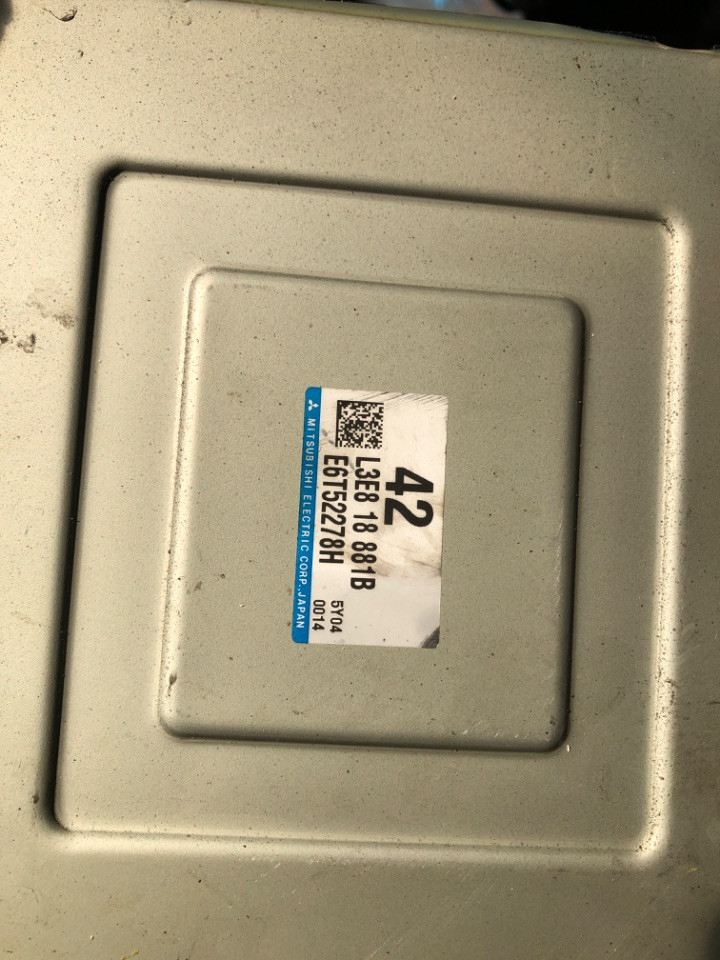 42
L3E8 18 881B
E6T52278H
5Y04
0014
MITSUBISHI ELECTRIC CORP.,JAPAN